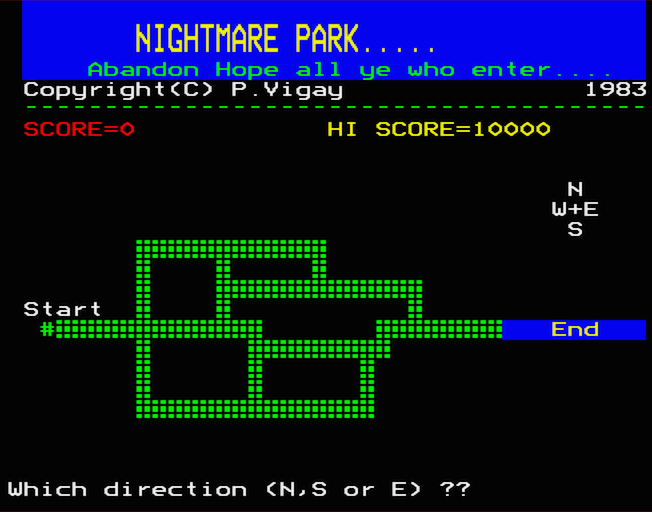 NIGHTMARE PARK.....
Abandon Hope all ye who enter....
Copyright(C) P.Vigay 1983
SCORE=0 HI SCORE=10000
N
W+E
S
Start
# End
Which direction (N,S or E) ??